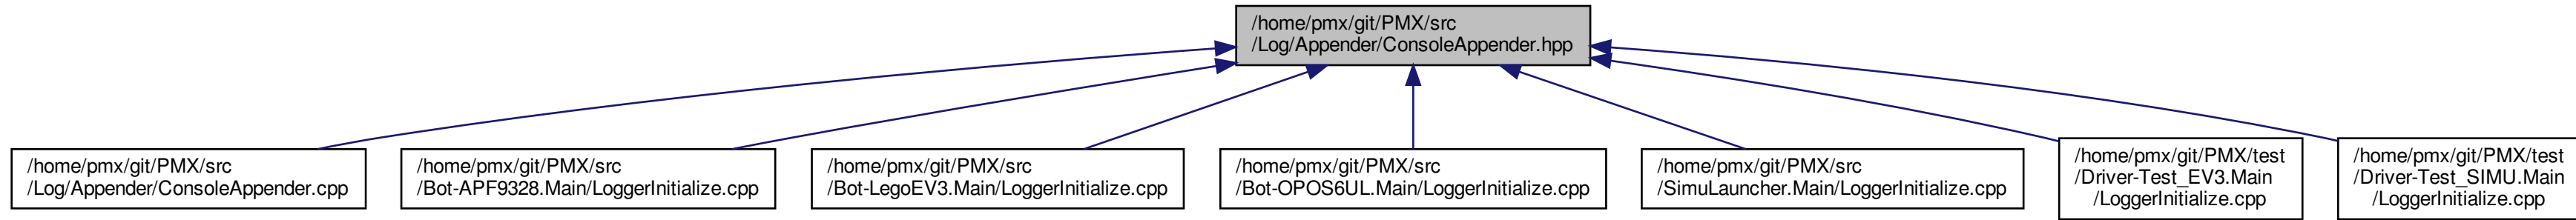 /home/pmx/git/PMX/src
/Log/Appender/ConsoleAppender.hpp
/home/pmx/git/PMX/src
/Log/Appender/ConsoleAppender.cpp
/home/pmx/git/PMX/src
/Bot-APF9328.Main/LoggerInitialize.cpp
/home/pmx/git/PMX/src
/Bot-LegoEV3.Main/LoggerInitialize.cpp
/home/pmx/git/PMX/src
/Bot-OPOS6UL.Main/LoggerInitialize.cpp
/home/pmx/git/PMX/src
/SimuLauncher.Main/LoggerInitialize.cpp
/home/pmx/git/PMX/test
/Driver-Test_EV3.Main
/LoggerInitialize.cpp
/home/pmx/git/PMX/test
/Driver-Test_SIMU.Main
/LoggerInitialize.cpp